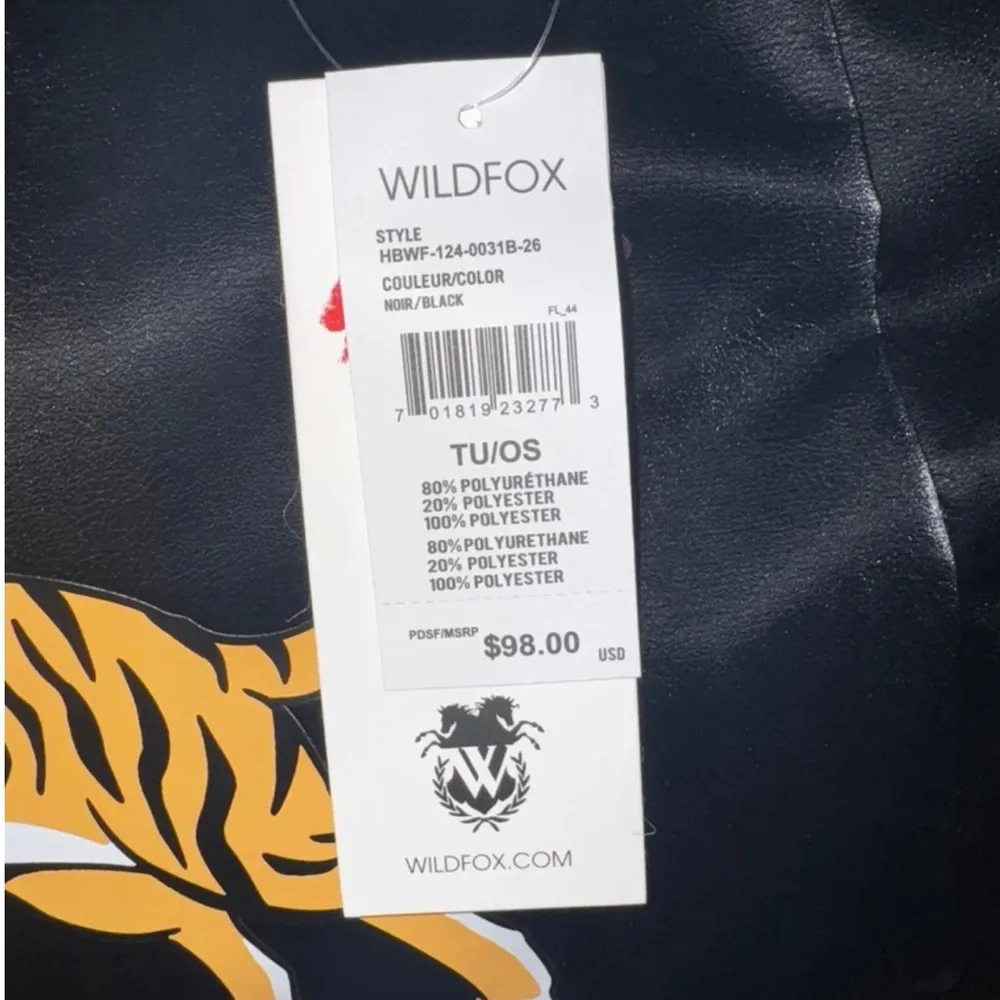 WILDFOX
STYLE
HBWF-124-0031B-26
COULEUR/COLOR
NOIR/BLACK
FL_44
7 01819 23277 3
TU/OS
80% POLYURÉTHANE
20% POLYESTER
100% POLYESTER
80%POLYURETHANE
20% POLYESTER
100% POLYESTER
PDSF/MSRP $98.00 USD
W
WILDFOX.COM